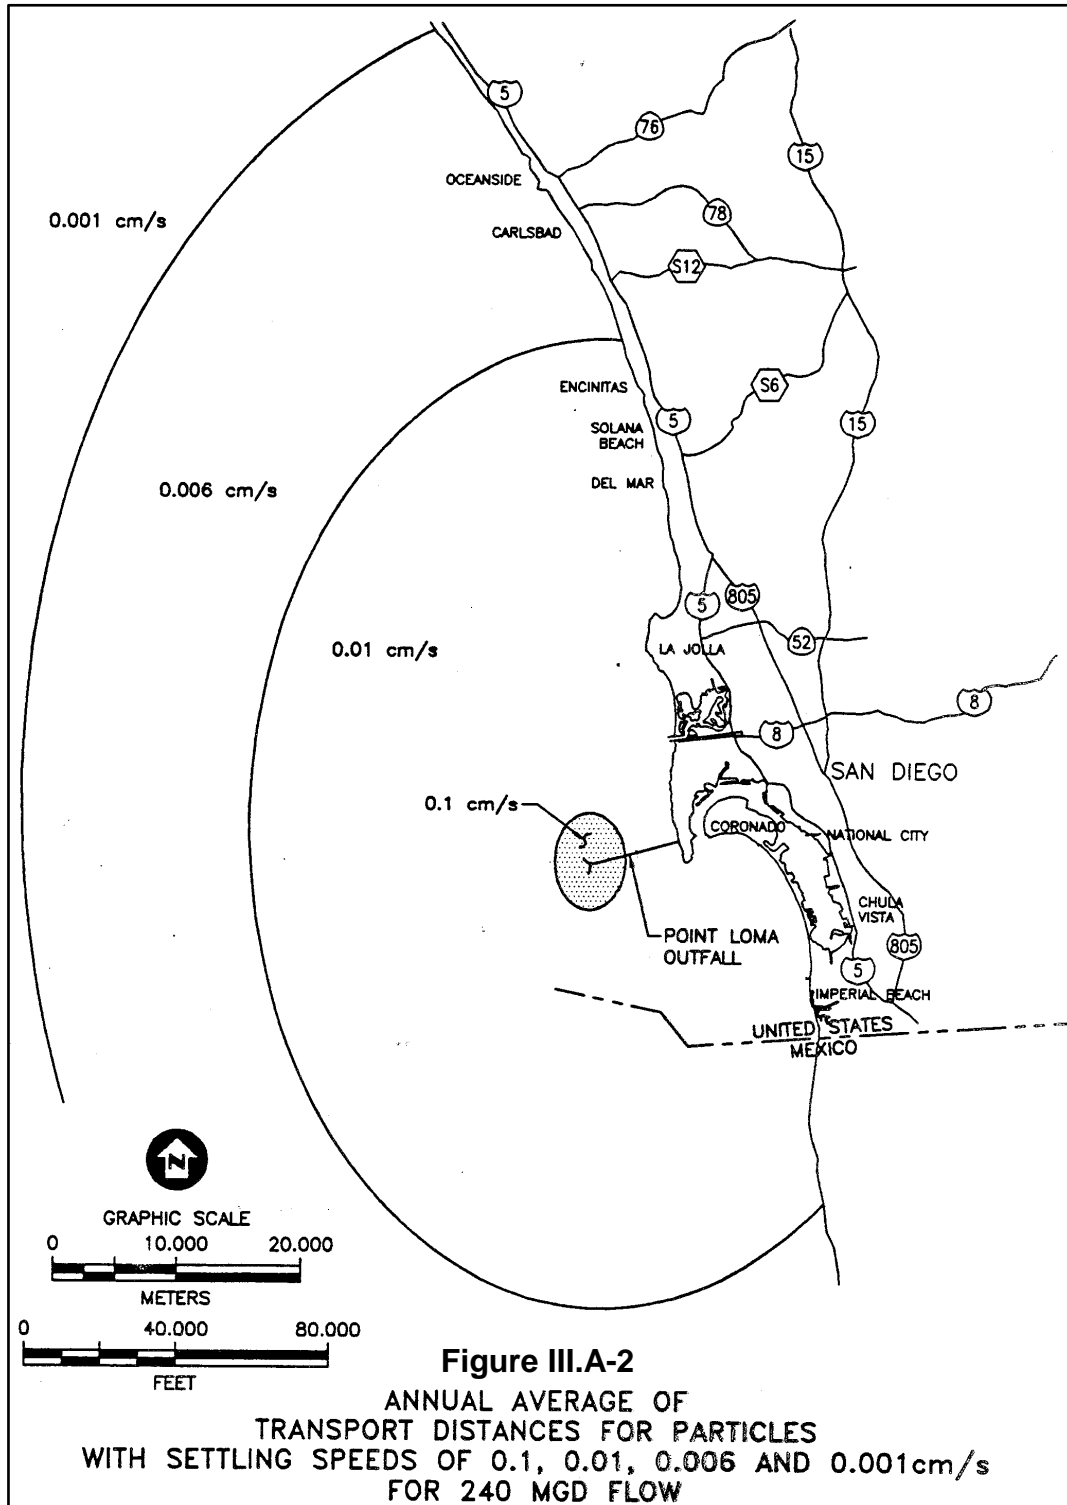 5
76
15
OCEANSIDE
78
0.001 cm/s
CARLSBAD
S12
ENCINITAS
S6
5
15
SOLANA
BEACH
DEL MAR
0.006 cm/s
5
805
52
LA JOLLA
0.01 cm/s
8
8
SAN DIEGO
0.1 cm/s
CORONADO
NATIONAL CITY
CHULA
VISTA
POINT LOMA
OUTFALL
805
5
IMPERIAL BEACH
UNITED STATES
MEXICO
N
GRAPHIC SCALE
0 10.000 20.000
METERS
0 40.000 80.000
FEET
Figure III.A-2
ANNUAL AVERAGE OF
TRANSPORT DISTANCES FOR PARTICLES
WITH SETTLING SPEEDS OF 0.1, 0.01, 0.006 AND 0.001cm/s
FOR 240 MGD FLOW